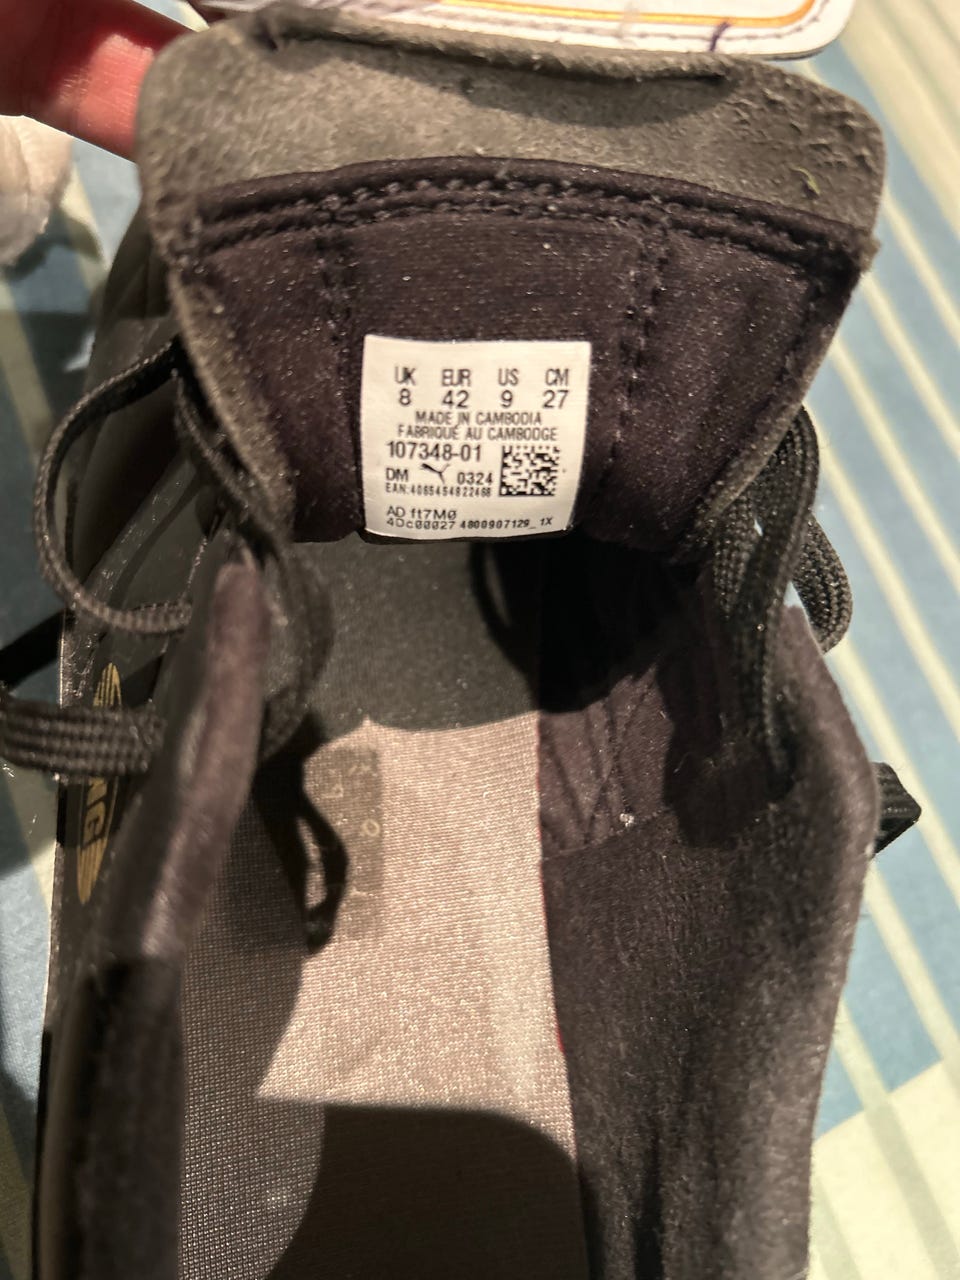 UK EUR US CM
8 42 9 27
MADE IN CAMBODIA
FABRIQUÉ AU CAMBODGE
107348-01
DM 0324
EAN:4065454822468
AD ft7MØ
4Dc00027 4800907129_1X